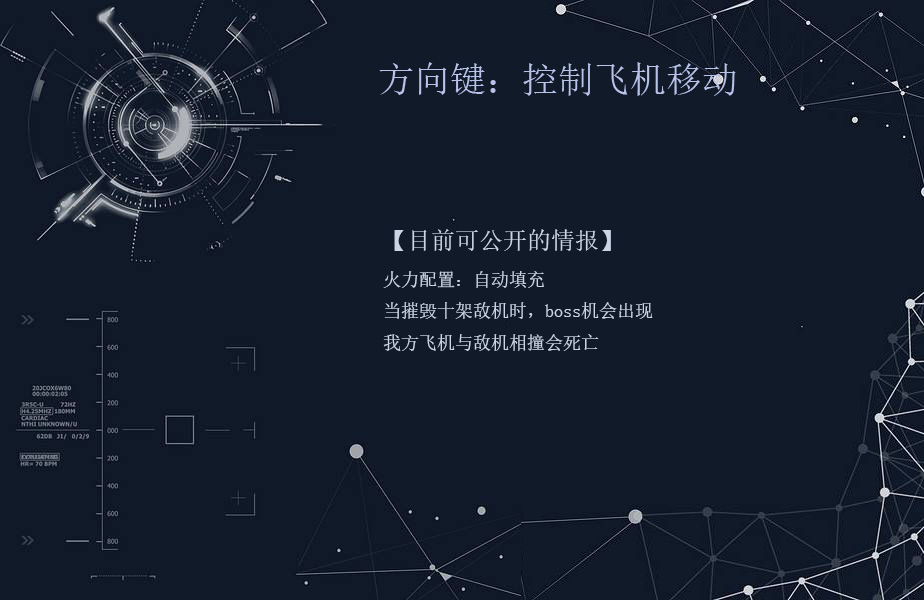 方向键：控制飞机移动
【目前可公开的情报】
火力配置：自动填充
当摧毁十架敌机时，boss机会出现
我方飞机与敌机相撞会死亡
800
600
400
200
000
200
400
600
800
20JCOX6W80
00:00:02:05
3RSC-U 72HZ
H4.25MHZ 180MM
CARDIAC
NTHI UNKNOWN/U
62DB J1/ 0/2/9
HR= 70 BPM